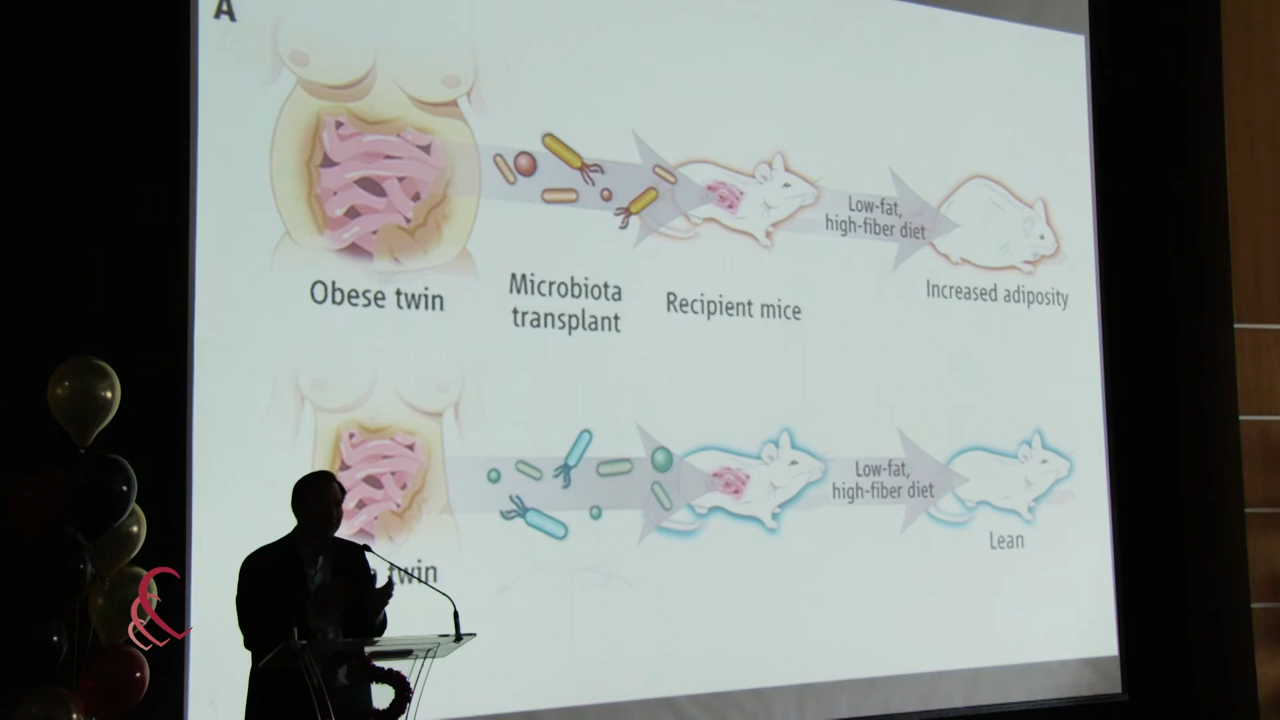 A
Obese twin
Microbiota
transplant
Recipient mice
Low-fat,
high-fiber diet
Increased adiposity
Low-fat,
high-fiber diet
Lean
twin